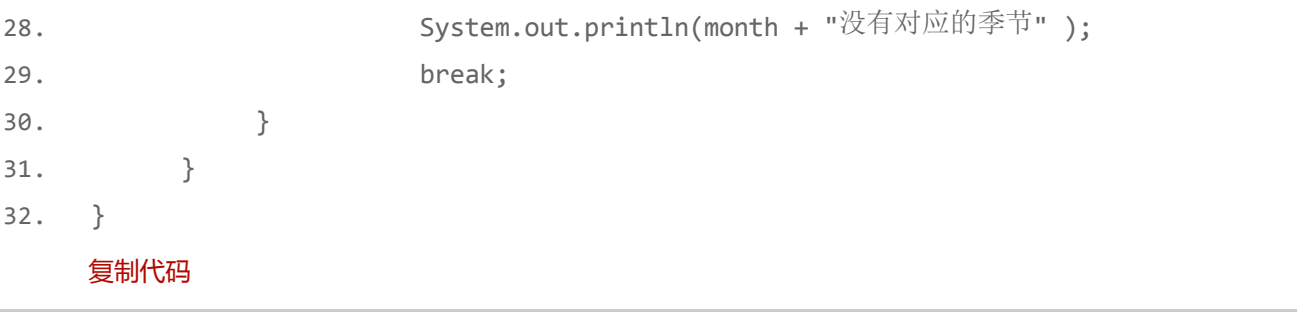 28. System.out.println(month + "没有对应的季节" );
29. break;
30. }
31. }
32. }
复制代码